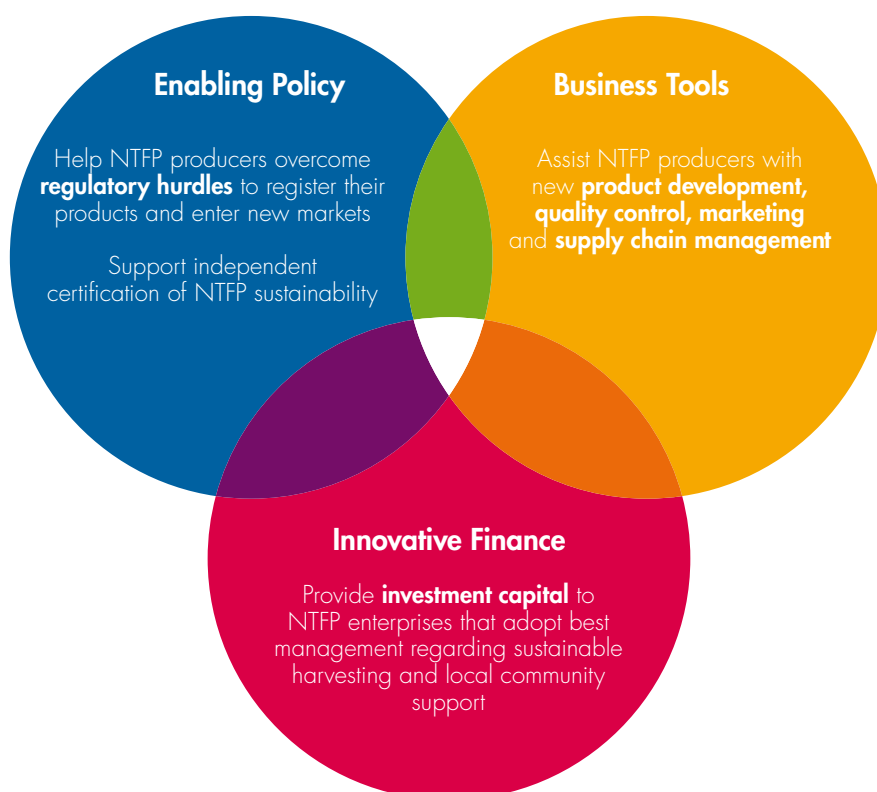 Enabling Policy
Help NTFP producers overcome
regulatory hurdles to register their
products and enter new markets
Support independent
certification of NTFP sustainability
Business Tools
Assist NTFP producers with
new product development,
quality control, marketing
and supply chain management
Innovative Finance
Provide investment capital to
NTFP enterprises that adopt best
management regarding sustainable
harvesting and local community
support